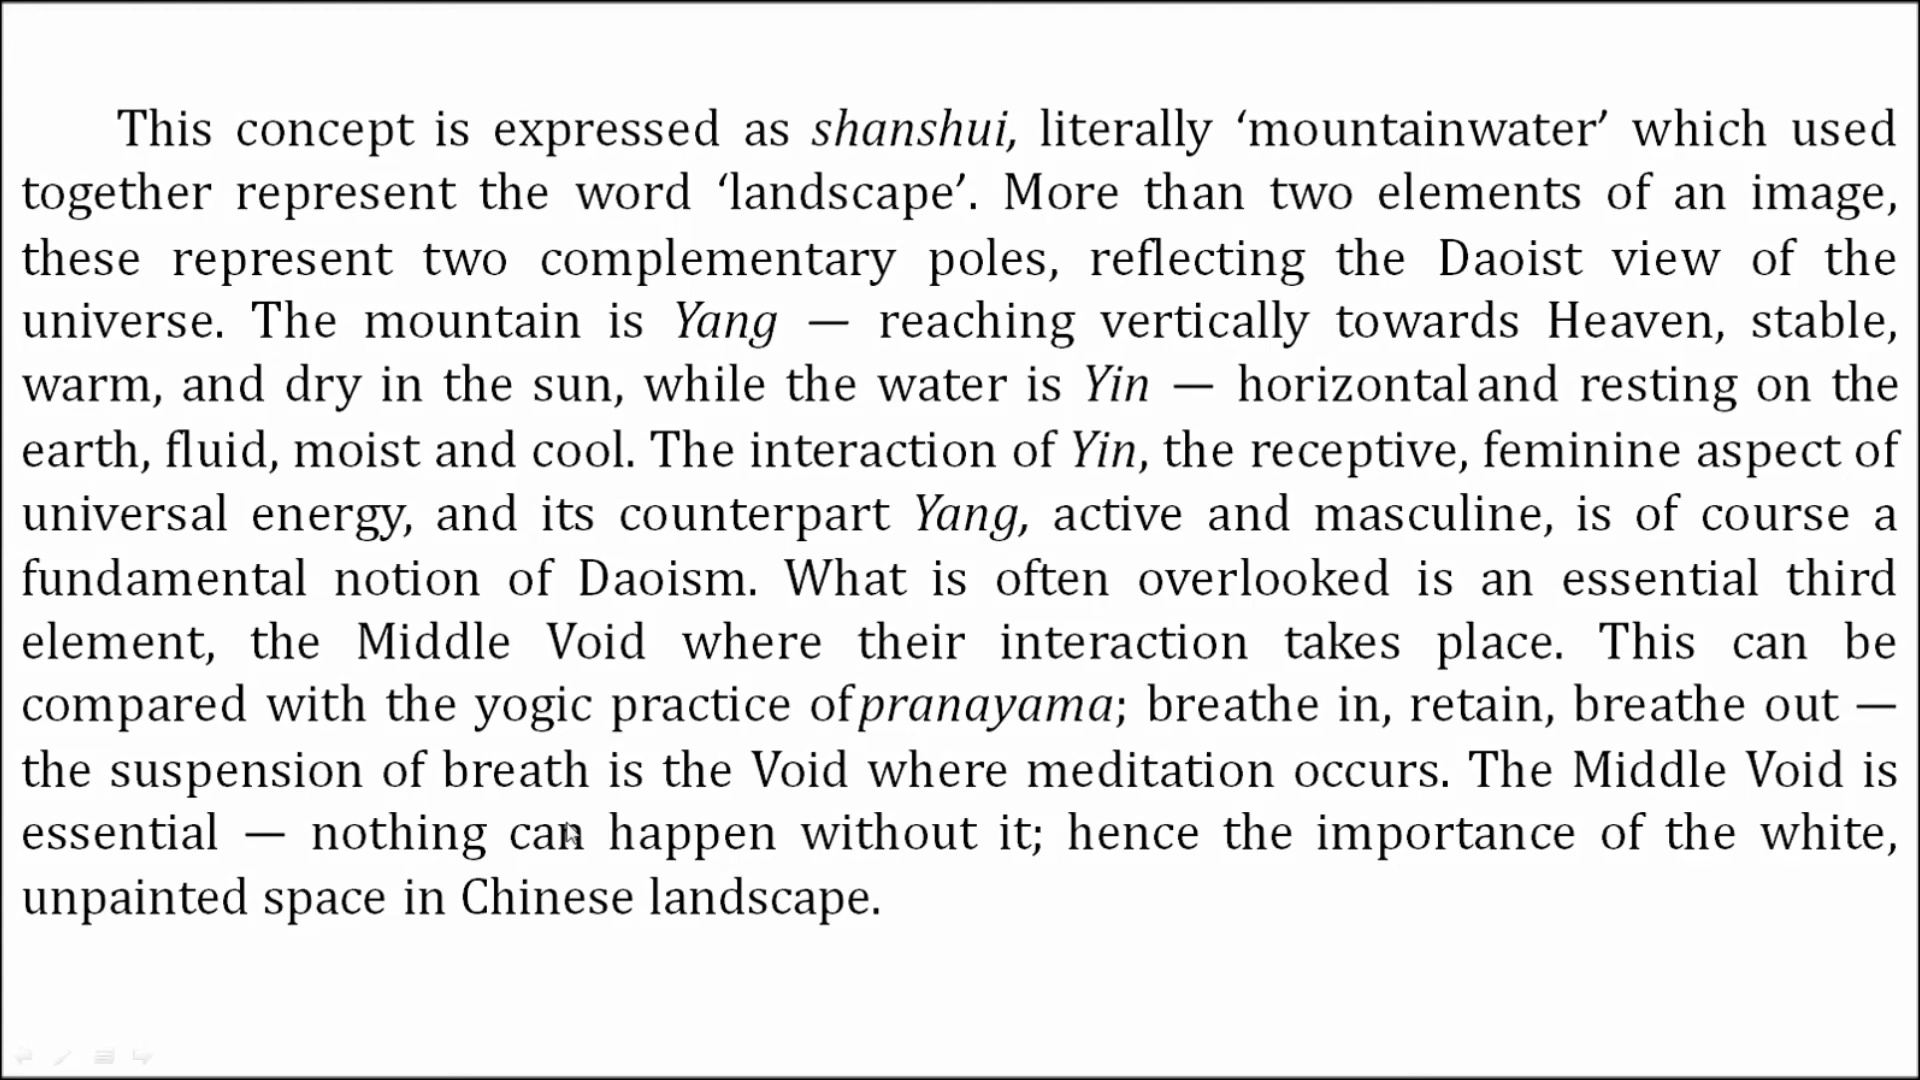 This concept is expressed as shanshui, literally ‘mountainwater’ which used
together represent the word ‘landscape’. More than two elements of an image,
these represent two complementary poles, reflecting the Daoist view of the
universe. The mountain is Yang — reaching vertically towards Heaven, stable,
warm, and dry in the sun, while the water is Yin — horizontal and resting on the
earth, fluid, moist and cool. The interaction of Yin, the receptive, feminine aspect of
universal energy, and its counterpart Yang, active and masculine, is of course a
fundamental notion of Daoism. What is often overlooked is an essential third
element, the Middle Void where their interaction takes place. This can be
compared with the yogic practice of pranayama; breathe in, retain, breathe out —
the suspension of breath is the Void where meditation occurs. The Middle Void is
essential — nothing can happen without it; hence the importance of the white,
unpainted space in Chinese landscape.